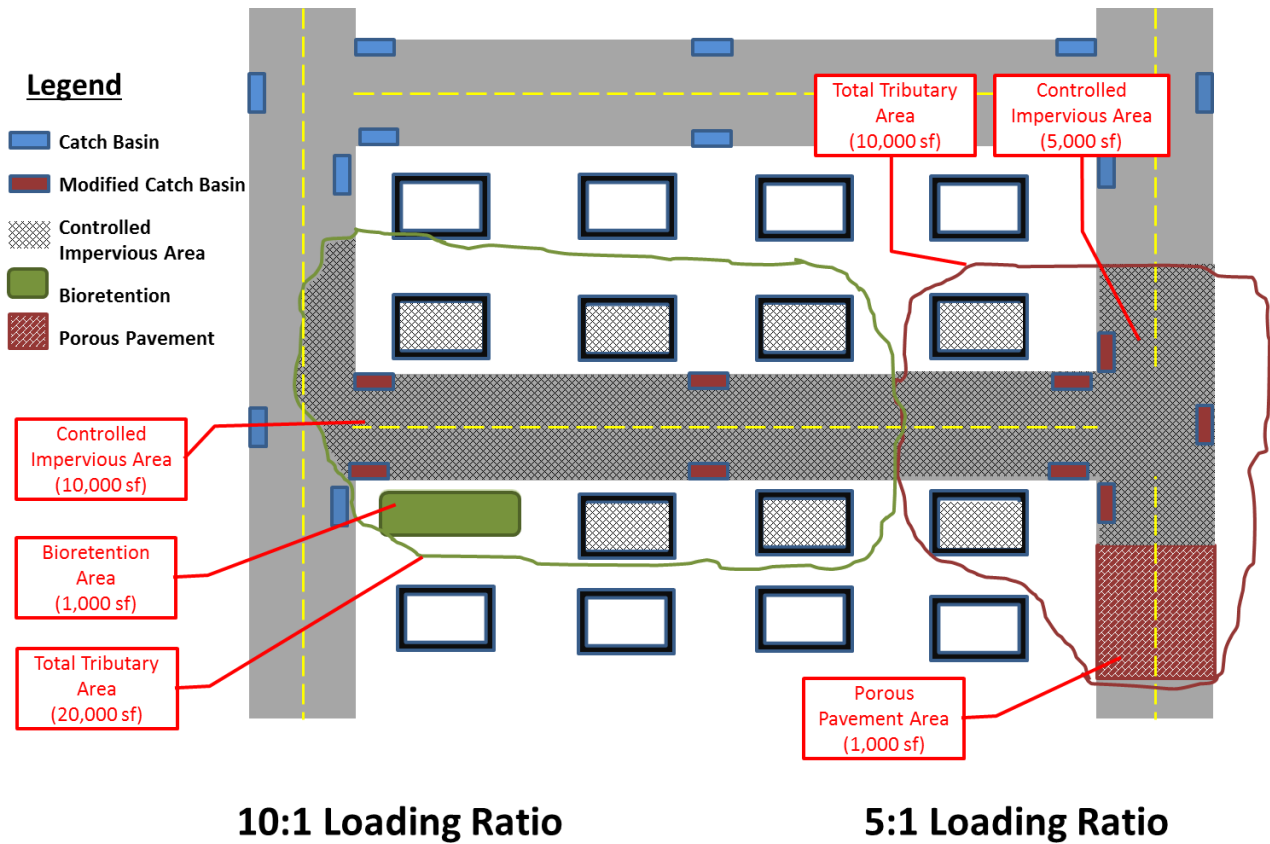 Legend
Catch Basin
Modified Catch Basin
Controlled
Impervious Area
Bioretention
Porous Pavement
Total Tributary
Area
(10,000 sf)
Controlled
Impervious Area
(5,000 sf)
Controlled
Impervious Area
(10,000 sf)
Bioretention
Area
(1,000 sf)
Total Tributary
Area
(20,000 sf)
Porous
Pavement Area
(1,000 sf)
10:1 Loading Ratio
5:1 Loading Ratio